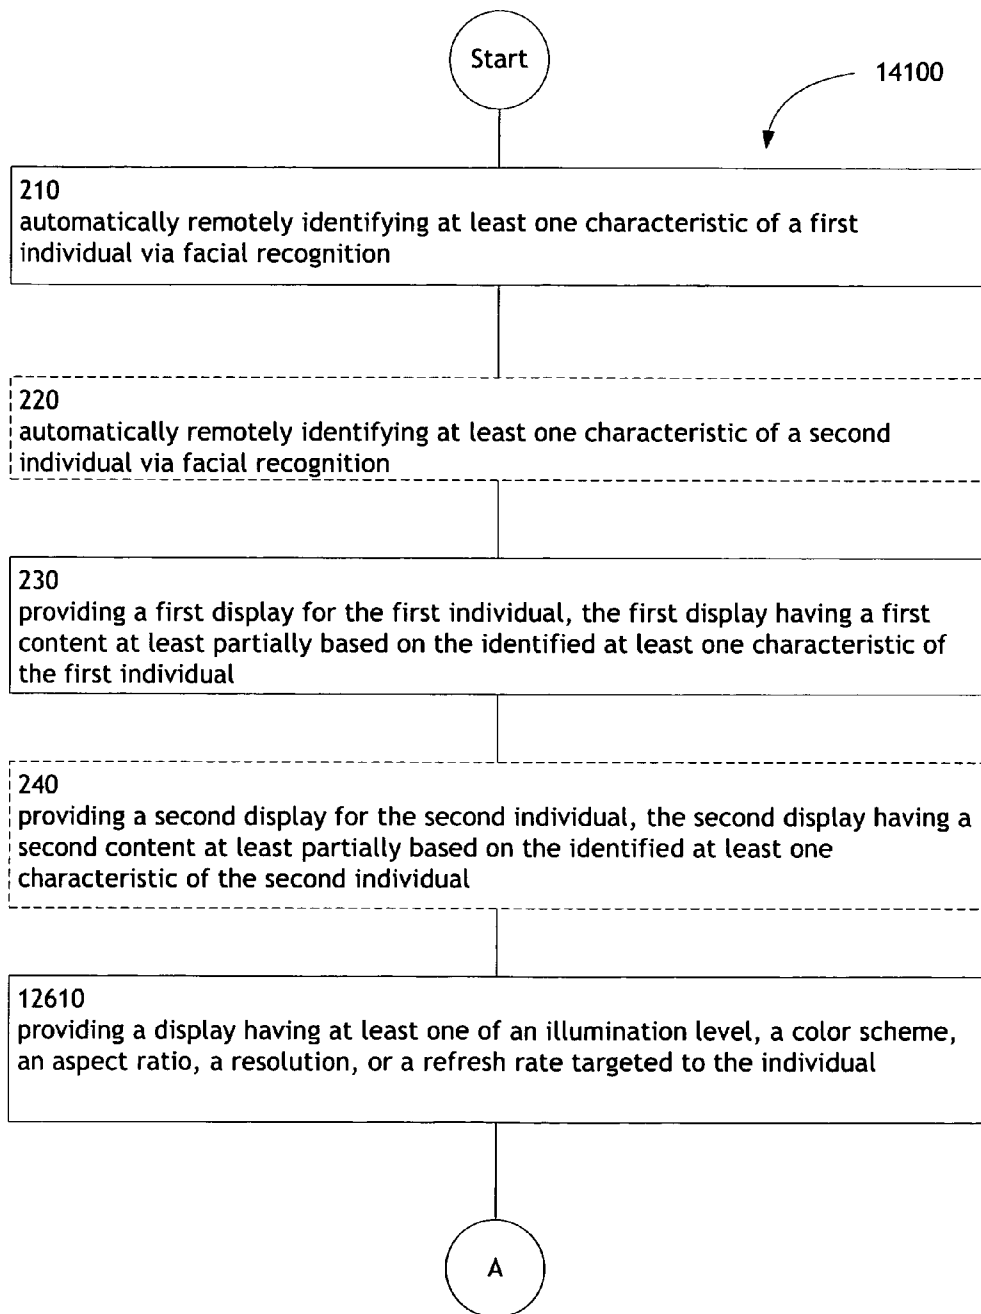 Start
14100
210
automatically remotely identifying at least one characteristic of a first
individual via facial recognition
220
automatically remotely identifying at least one characteristic of a second
individual via facial recognition
230
providing a first display for the first individual, the first display having a first
content at least partially based on the identified at least one characteristic of
the first individual
240
providing a second display for the second individual, the second display having a
second content at least partially based on the identified at least one
characteristic of the second individual
12610
providing a display having at least one of an illumination level, a color scheme,
an aspect ratio, a resolution, or a refresh rate targeted to the individual
A